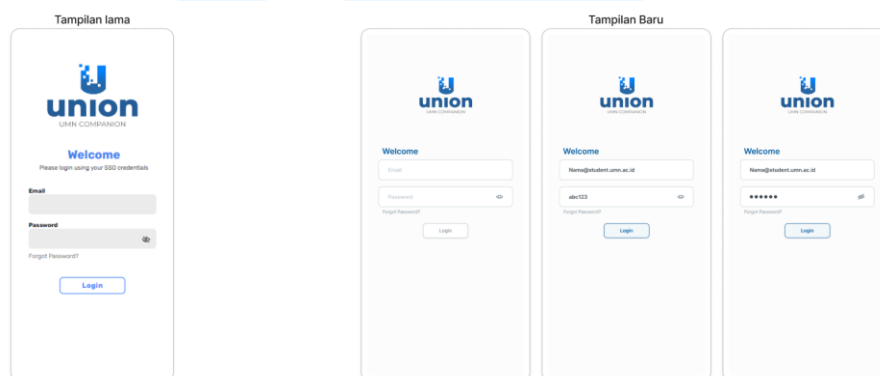 Tampilan lama
union
UMN COMPANION
Welcome
Please login using your SSO credentials
Email
Password
Forgot Password?
Login
Tampilan Baru
union
UMN COMPANION
Welcome
Email
Password
Forgot Password?
Login
union
UMN COMPANION
Welcome
Nama@student.umn.ac.id
abc123
Forgot Password?
Login
union
UMN COMPANION
Welcome
Nama@student.umn.ac.id
Forgot Password?
Login